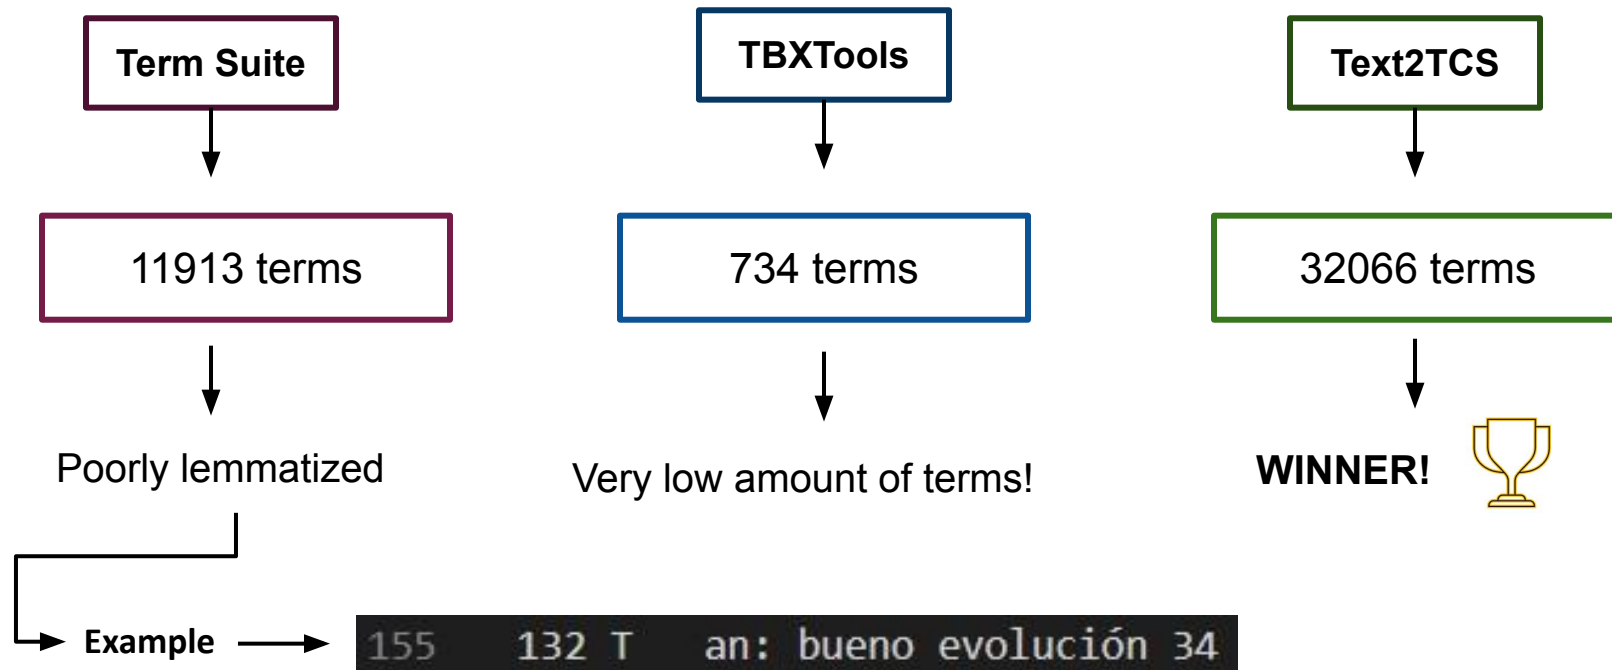 Term Suite
TBXTools
Text2TCS
11913 terms
734 terms
32066 terms
Poorly lemmatized
Very low amount of terms!
WINNER!
Example
155 132 T an: bueno evolución 34